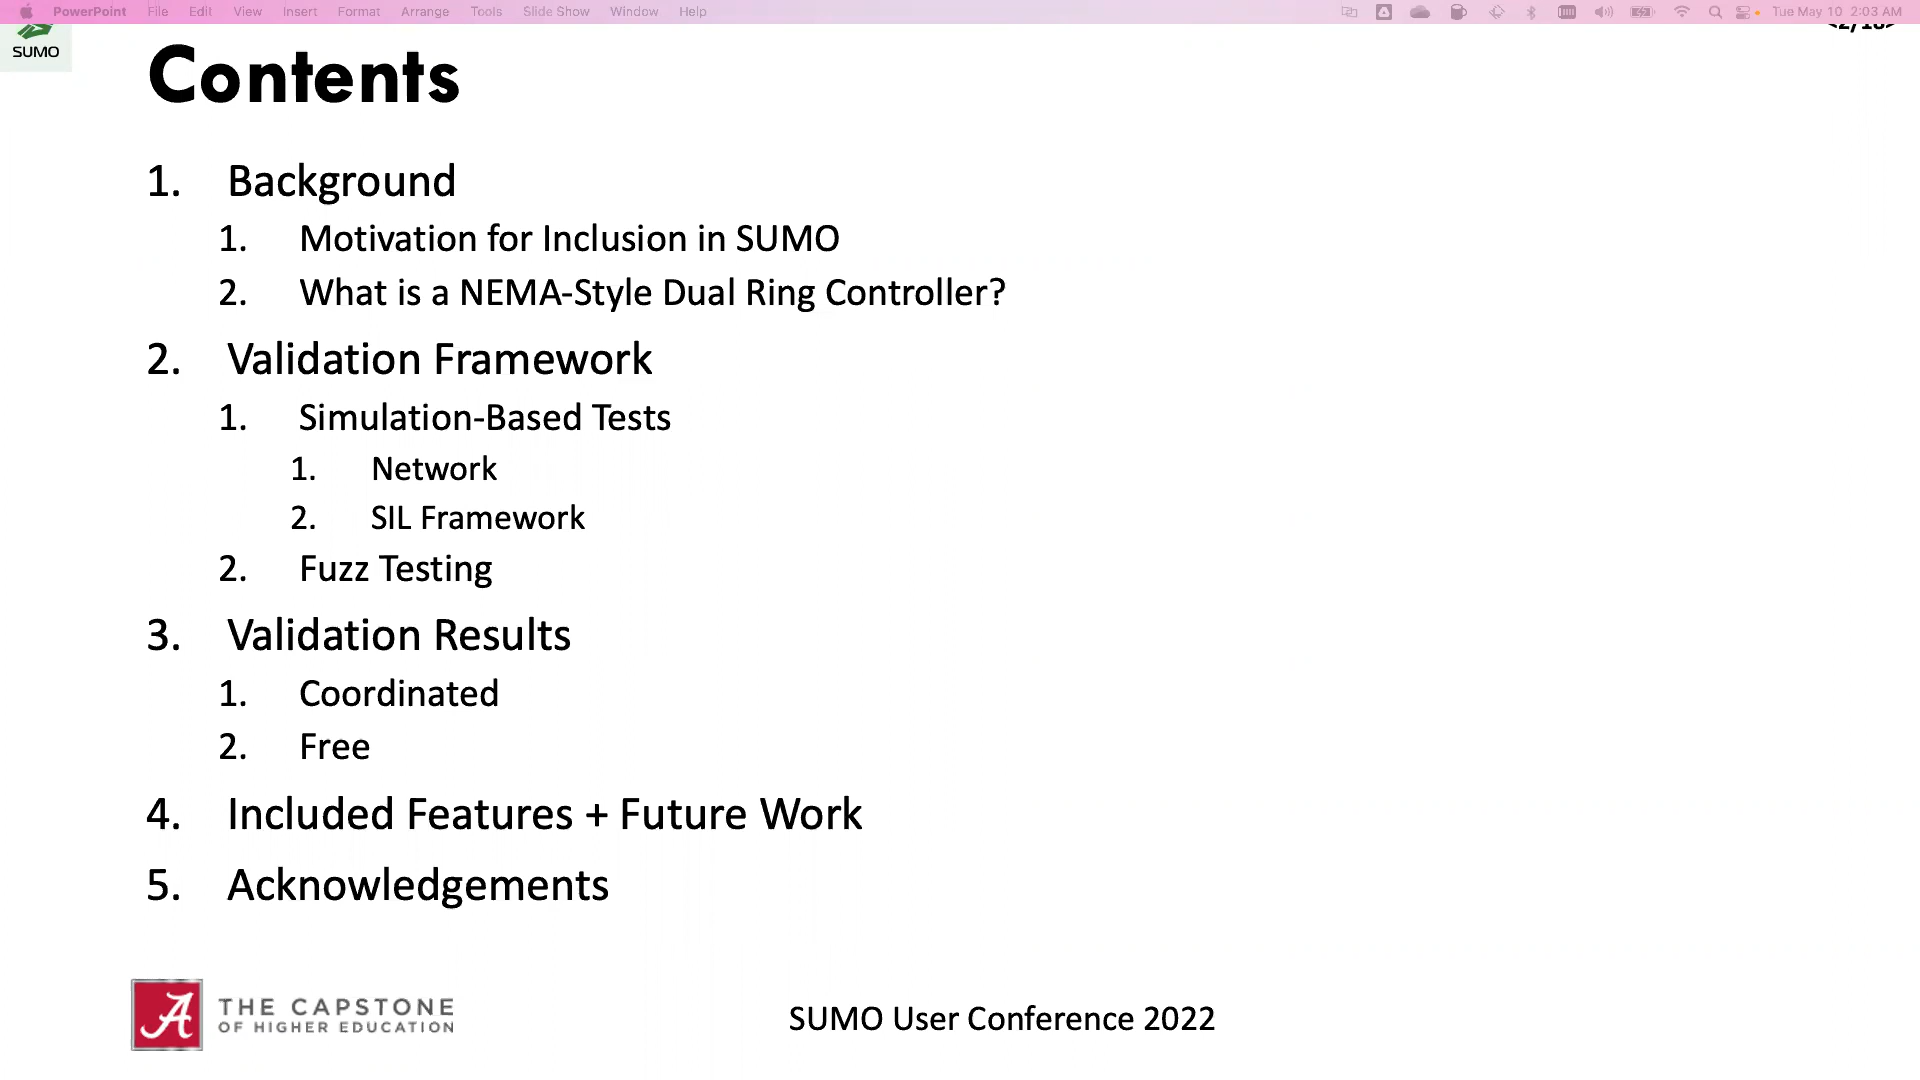 PowerPoint File Edit View Insert Format Arrange Tools Slide Show Window Help Tue May 10 2:03 AM
SUMO
Contents
1. Background
1. Motivation for Inclusion in SUMO
2. What is a NEMA-Style Dual Ring Controller?
2. Validation Framework
1. Simulation-Based Tests
1. Network
2. SIL Framework
2. Fuzz Testing
3. Validation Results
1. Coordinated
2. Free
4. Included Features + Future Work
5. Acknowledgements
A THE CAPSTONE
OF HIGHER EDUCATION
SUMO User Conference 2022